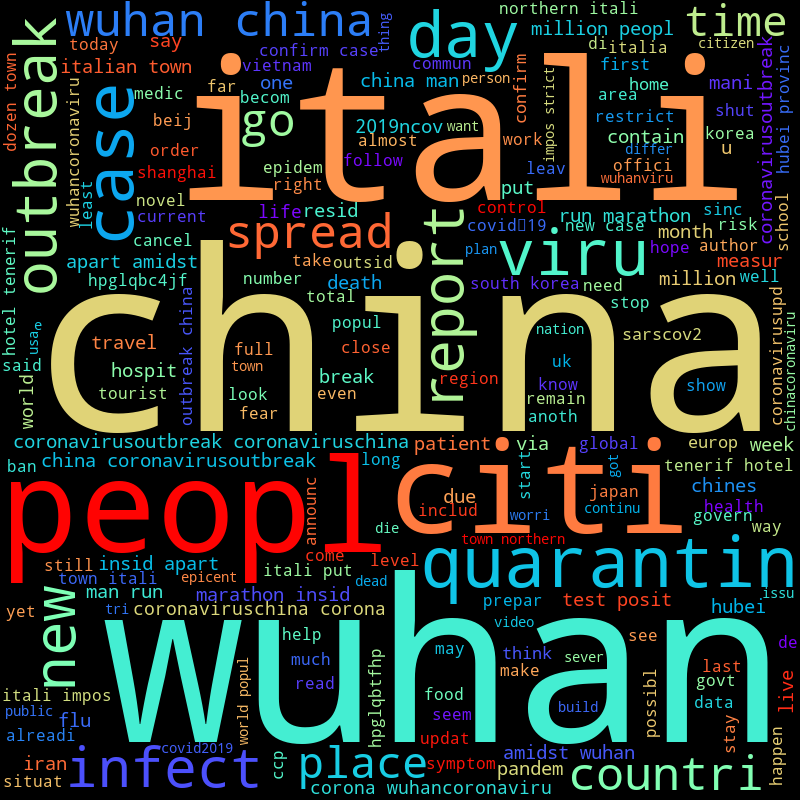 northern itali
wuhan china
day
million peopl
time
outbreak
today
say
confirm case
thing
di
italia
citizen
italian town
vietnam
commun
itali
first
dozen town
case
medic
far
one
china man
person
confirm
impos strict
home
mani
coronavirusoutbreak
hubei provinc
becom
area
shut
wuhancoronaviru
beij
go
2019ncov
want
restrict
order
almost
work
contain
korea
least
epidem
follow
differ
u
shanghai
right
leav
offici
wuhanviru
school
novel
life
resid
put
control
run marathon
sinc
current
spread
report
covid 19
new case
month
risk
cancel
take
outsid
viru
plan
hope
author
apart amidst
measur
hotel tenerif
hpglqbc4jf
number
death
south korea
need
million
well
total
stop
usa
e
china
popul
nation
sarscov2
coronavirusupd
chinacoronaviru
travel
full
close
uk
said
outbreak china
town
hospit
break
region
know
show
world
tourist
look
even
remain
fear
anoth
coronavirusoutbreak coronaviruschina
patient
via
global
europ
week
ban
china coronavirusoutbreak
long
citi
got
tenerif hotel
peopl
announc
start
japan
chines
due
continu
includ
health
worri
govern
way
die
quarantin
town northern
still
insid apart
come
level
town itali
epicent
itali put
dead
issu
new
man run
marathon insid
prepar
test posit
hubei
yet
tri
coronaviruschina corona
video
wuhan
help
may
think
see
de
much
sever
make
last
read
food
possibl
govt
live
itali impos
world popul
hpglqbtfhp
seem
build
data
public
flu
stay
alreadi
updat
happen
covid2019
iran
infect
ccp
place
amidst wuhan
symptom
pandem
countri
situat
corona wuhancoronaviru